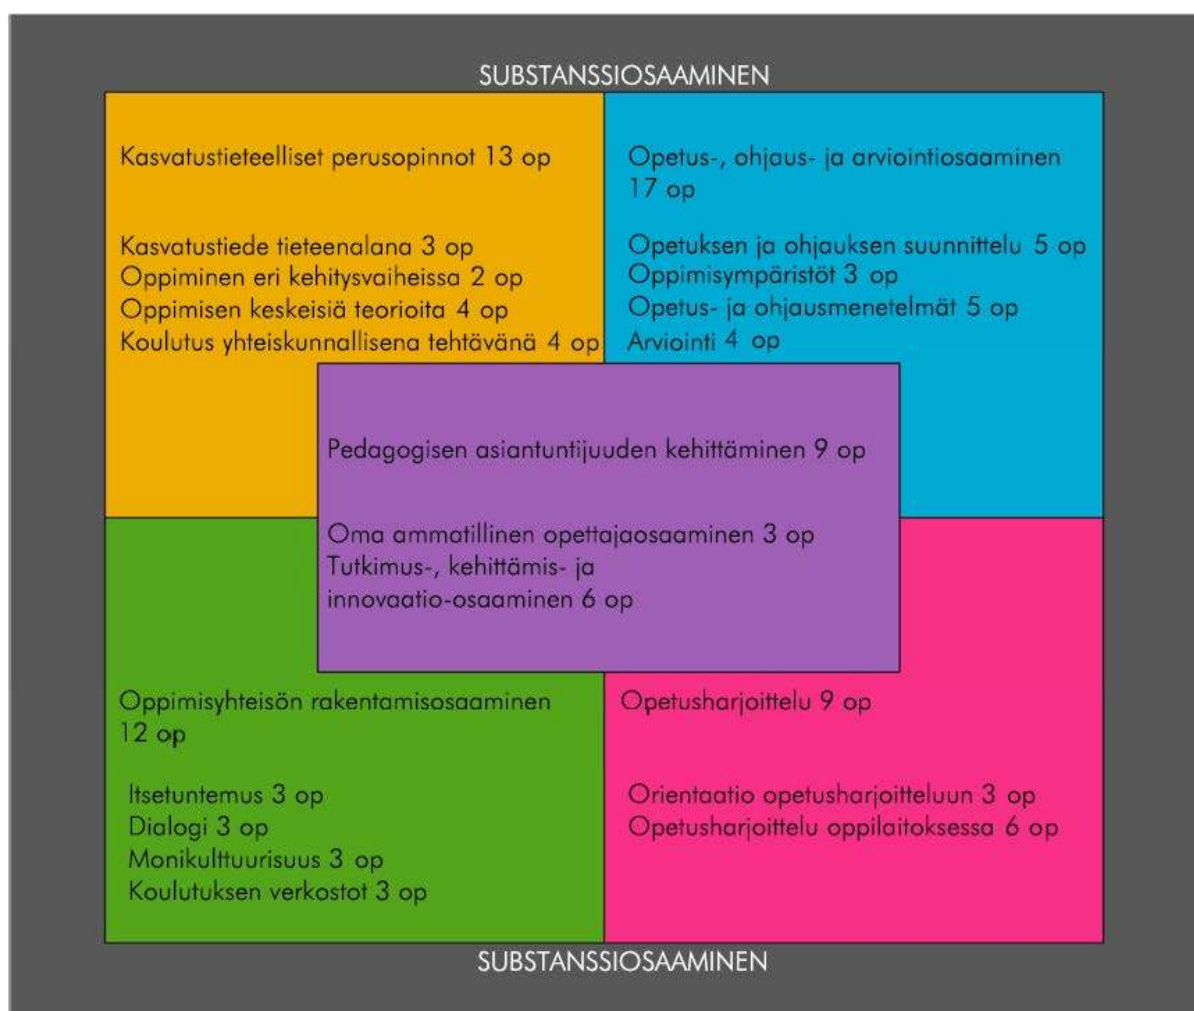 SUBSTANSSIOSAAMINEN
Kasvatustieteelliset perusopinnot 13 op
Kasvatustiede tieteenalana 3 op
Oppiminen eri kehitysvaiheissa 2 op
Oppimisen keskeisiä teorioita 4 op
Koulutus yhteiskunnallisena tehtävänä 4 op
Opetus-, ohjaus- ja arviointiosaaminen
17 op
Opetuksen ja ohjauksen suunnittelu 5 op
Oppimisympäristöt 3 op
Opetus- ja ohjausmenetelmät 5 op
Arviointi 4 op
Pedagogisen asiantuntijuuden kehittäminen 9 op
Oma ammatillinen opettajaosaaminen 3 op
Tutkimus-, kehittämis- ja
innovaatio-osaaminen 6 op
Oppimisyhteisön rakentamisosaaminen
12 op
Itsetuntemus 3 op
Dialogi 3 op
Monikulttuurisuus 3 op
Koulutuksen verkostot 3 op
Opetusharjoittelu 9 op
Orientaatio opetusharjoitteluun 3 op
Opetusharjoittelu oppilaitoksessa 6 op
SUBSTANSSIOSAAMINEN